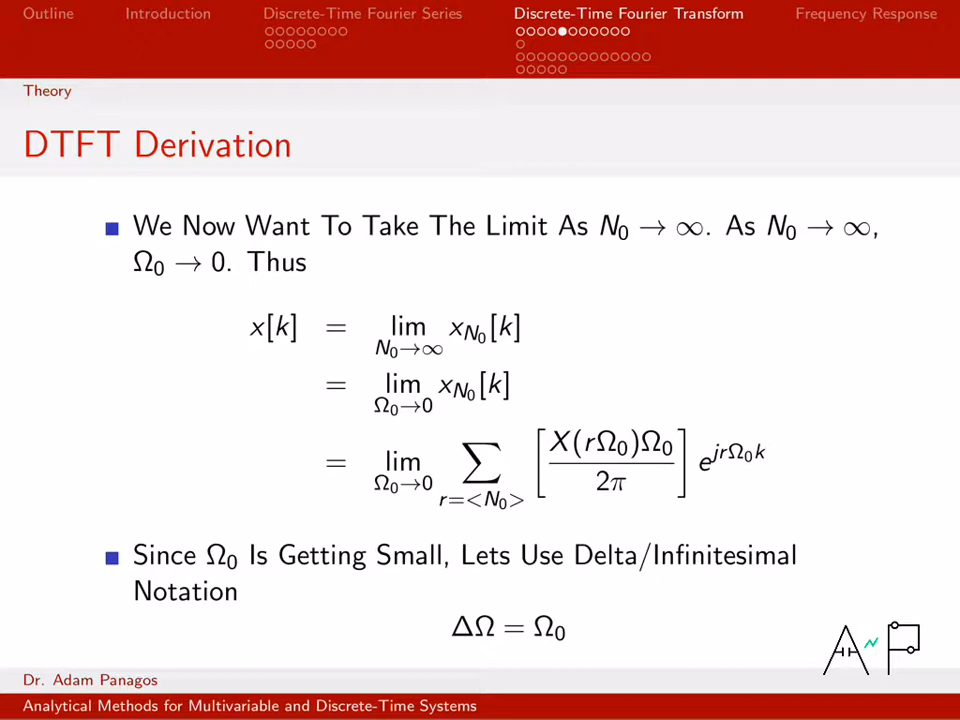 Outline Introduction Discrete-Time Fourier Series Discrete-Time Fourier Transform Frequency Response
Theory
DTFT Derivation
We Now Want To Take The Limit As N₀ → ∞. As N₀ → ∞,
Ω₀ → 0. Thus
x[k] = lim_{N₀→∞} x_{N₀}[k]
= lim_{Ω₀→0} x_{N₀}[k]
= lim_{Ω₀→0} ∑_{r=<N₀>} [X(rΩ₀)Ω₀ / 2π] e^{jrΩ₀k}
Since Ω₀ Is Getting Small, Lets Use Delta/Infinitesimal
Notation
ΔΩ = Ω₀
Dr. Adam Panagos
Analytical Methods for Multivariable and Discrete-Time Systems